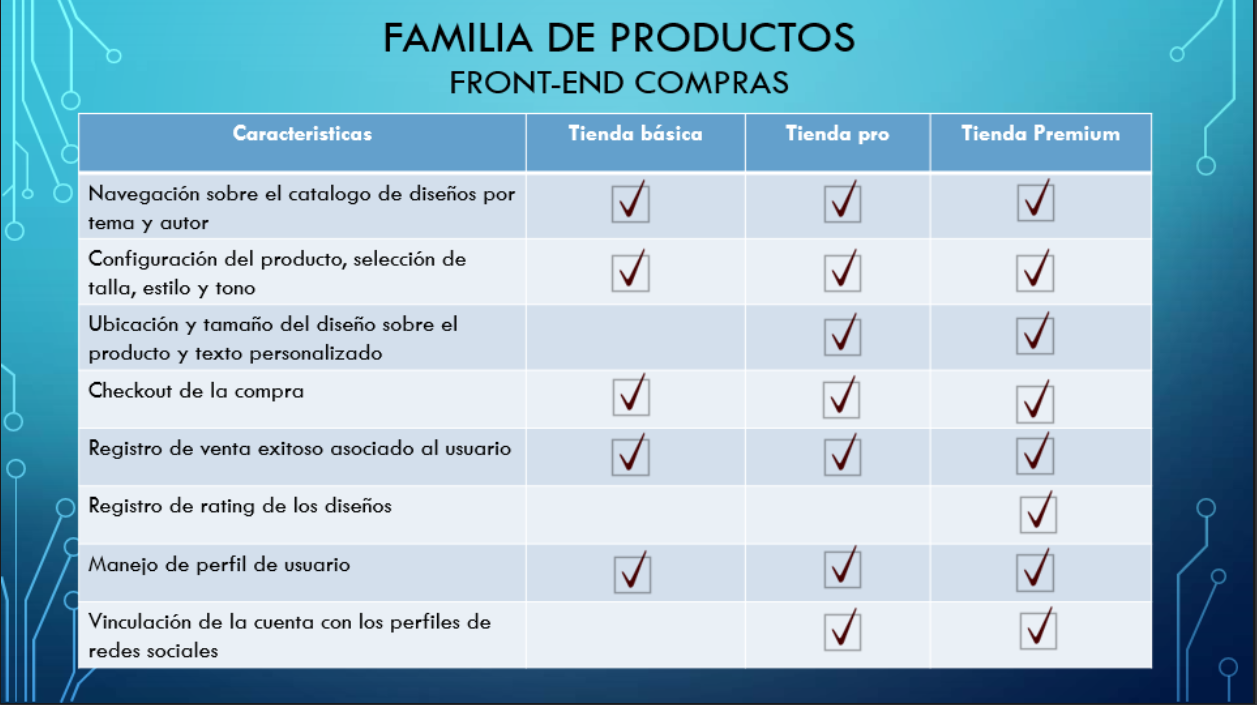 FAMILIA DE PRODUCTOS
FRONT-END COMPRAS
Caracteristicas Tienda básica Tienda pro Tienda Premium
Navegación sobre el catalogo de diseños por
tema y autor
Configuración del producto, selección de
talla, estilo y tono
Ubicación y tamaño del diseño sobre el
producto y texto personalizado
Checkout de la compra
Registro de venta exitoso asociado al usuario
Registro de rating de los diseños
Manejo de perfil de usuario
Vinculación de la cuenta con los perfiles de
redes sociales